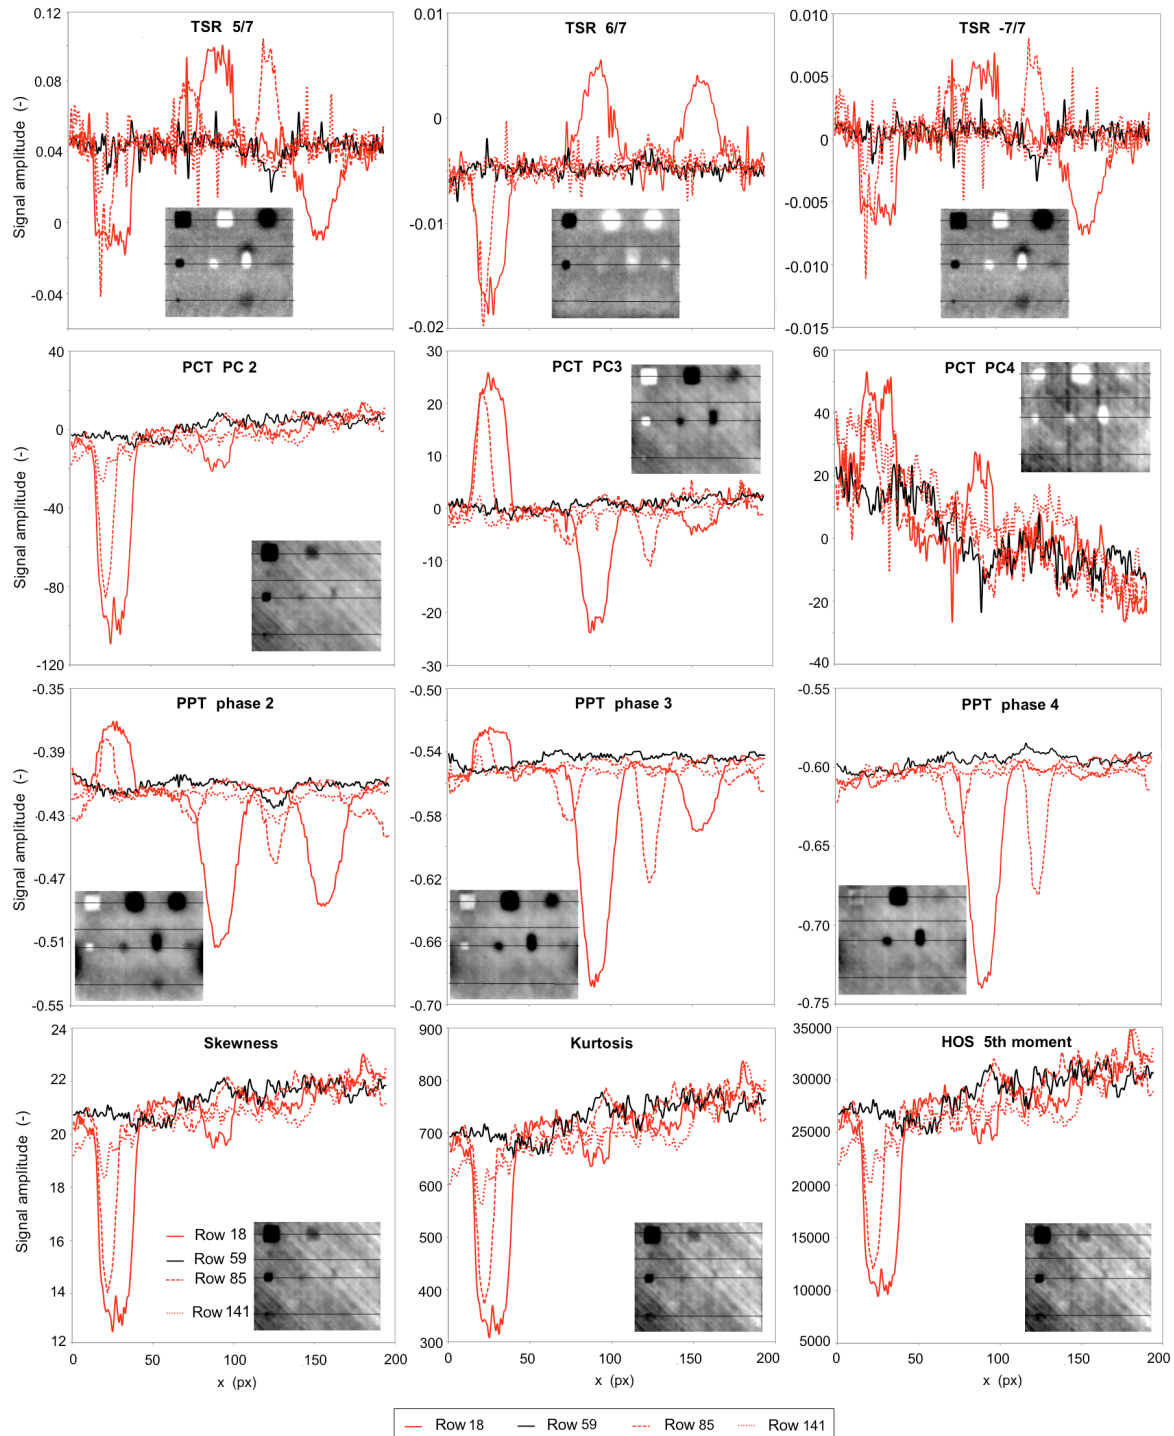 TSR 5/7
TSR 6/7
TSR -7/7
Signal amplitude (-)
0.12
0.08
0.04
0
-0.04
0.01
0
-0.01
-0.02
0.010
0.005
0
-0.005
-0.010
-0.015
PCT PC 2
PCT PC3
PCT PC4
Signal amplitude (-)
40
0
-40
-80
-120
30
20
10
0
-10
-20
-30
60
40
20
0
-20
-40
PPT phase 2
PPT phase 3
PPT phase 4
Signal amplitude (-)
-0.35
-0.39
-0.43
-0.47
-0.51
-0.55
-0.50
-0.54
-0.58
-0.62
-0.66
-0.70
-0.55
-0.60
-0.65
-0.70
-0.75
Skewness
Kurtosis
HOS 5th moment
Signal amplitude (-)
24
22
20
18
16
14
12
900
800
700
600
500
400
300
35000
30000
25000
20000
15000
10000
5000
Row 18
Row 59
Row 85
Row 141
0 50 100 150 200
0 50 100 150 200
0 50 100 150 200
x (px)
x (px)
x (px)
Row 18 Row 59 Row 85 Row 141